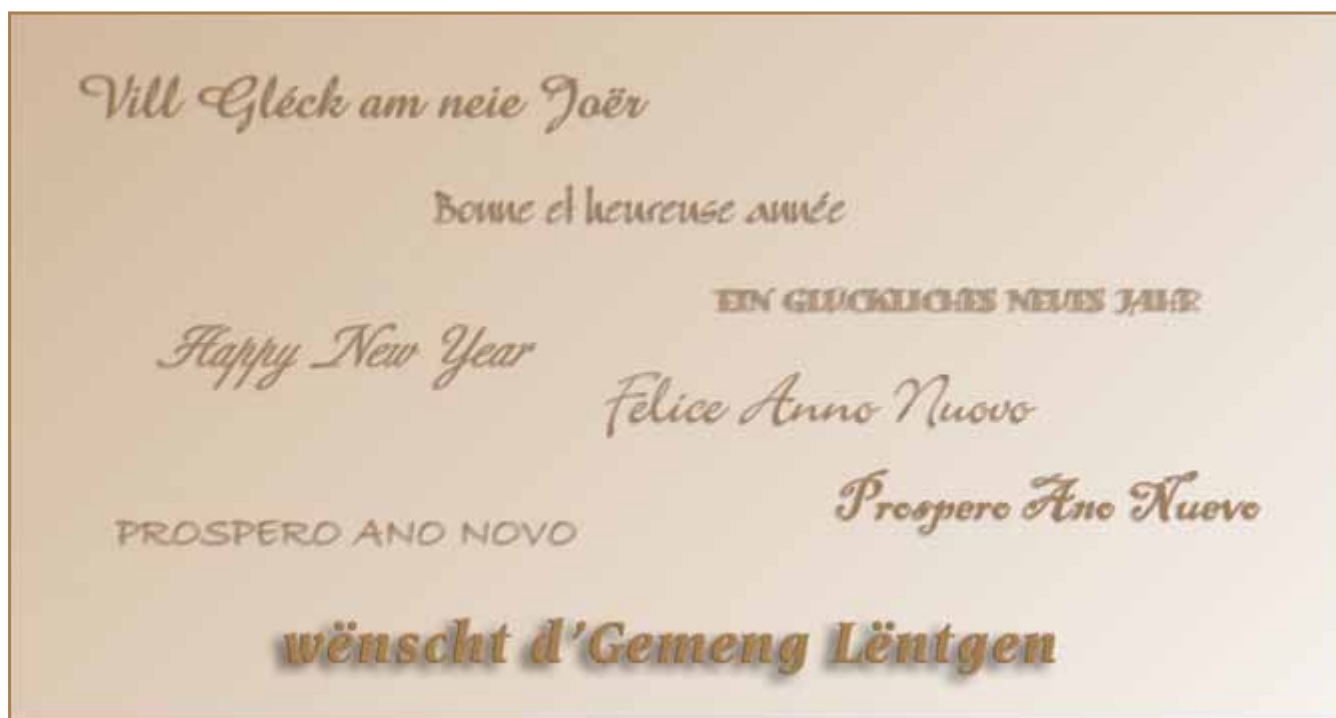 Vill Gléck am neie Joër
Bonne et heureuse année
EIN GLÜCKLICHES NEUES JAHR
Happy New Year
Felice Anno Nuovo
Prospero Ano Nuevo
PROSPERO ANO NOVO
wënscht d'Gemeng Lëntgen